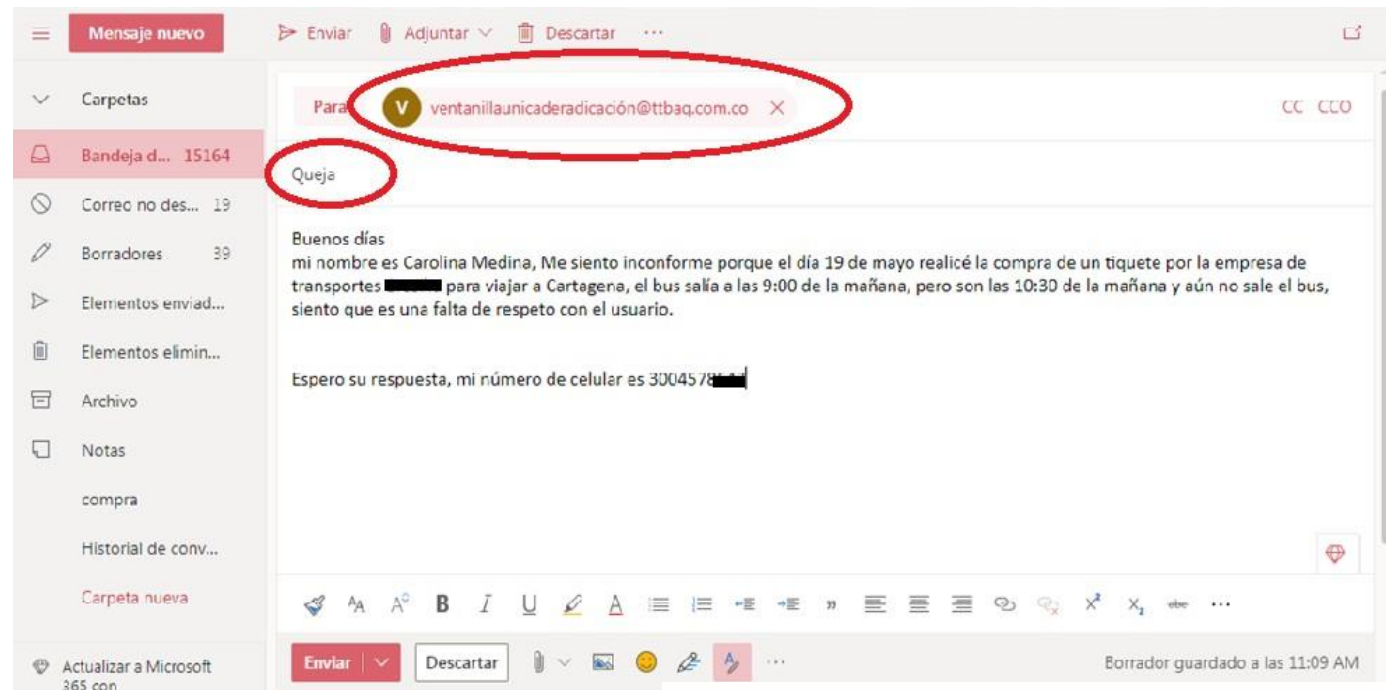 Mensaje nuevo
Enviar
Adjuntar
Descartar
Carpetas
Bandeja d... 15164
Correo no des... 19
Borradores 39
Elementos enviad...
Elementos elimin...
Archivo
Notas
compra
Historial de conv...
Carpeta nueva
Actualizar a Microsoft
365 con
Para V ventanillaunicaderadicación@ttbaq.com.co CC CCO
Queja
Buenos días
mi nombre es Carolina Medina, Me siento inconforme porque el día 19 de mayo realicé la compra de un tiquete por la empresa de
transportes para viajar a Cartagena, el bus salía a las 9:00 de la mañana, pero son las 10:30 de la mañana y aún no sale el bus,
siento que es una falta de respeto con el usuario.
Espero su respuesta, mi número de celular es 3004578
Enviar Descartar
Borrador guardado a las 11:09 AM